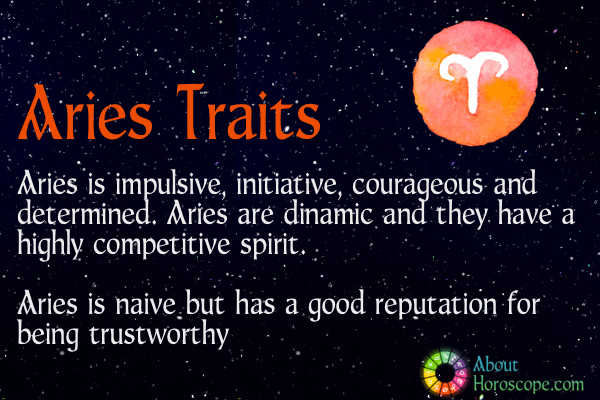 Aries Traits
Aries is impulsive, initiative, courageous and
determined. Aries are dinamic and they have a
highly competitive spirit.
Aries is naive but has a good reputation for
being trustworthy
About
Horoscope.com